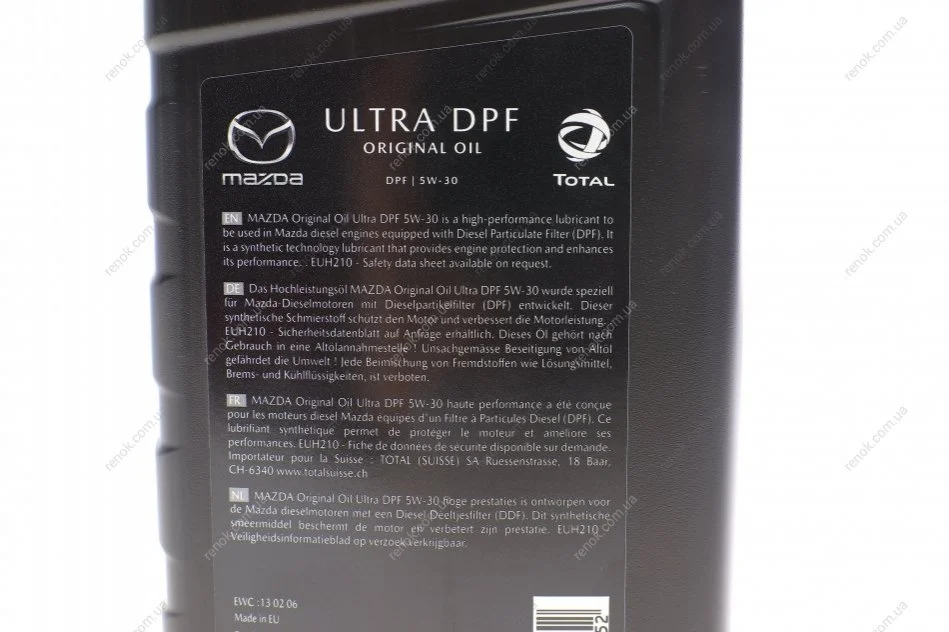 ULTRA DPF
ORIGINAL OIL
mazda
DPF | 5W-30
TOTAL
EN MAZDA Original Oil Ultra DPF 5W-30 is a high-performance lubricant to
be used in Mazda diesel engines equipped with Diesel Particulate Filter (DPF). It
is a synthetic technology lubricant that provides engine protection and enhances
its performance. . EUH210 - Safety data sheet available on request.
DE Das Hochleistungsöl MAZDA Original Oil Ultra DPF 5W-30 wurde speziell
für Mazda-Dieselmotoren mit Dieselpartikelfilter (DPF) entwickelt. Dieser
synthetische Schmierstoff schützt den Motor und verbessert die Motorleistung. .
EUH210 - Sicherheitsdatenblatt auf Anfrage erhältlich. Dieses Öl gehört nach
Gebrauch in eine Altölannahmestelle ! Unsachgemässe Beseitigung von Altöl
gefährdet die Umwelt ! Jede Beimischung von Fremdstoffen wie Lösungsmittel,
Brems- und Kühlflüssigkeiten, ist verboten.
FR MAZDA Original Oil Ultra DPF 5W-30 haute performance a été conçue
pour les moteurs diesel Mazda équipes d'un Filtre à Particules Diesel (DPF). Ce
lubrifiant synthétique permet de protéger le moteur et améliore ses
performances. EUH210 - Fiche de données de sécurité disponible sur demande.
Importateur pour la Suisse : TOTAL (SUISSE) SA Ruessenstrasse, 18 Baar,
CH-6340 www.totalsuisse.ch
NL MAZDA Original Oil Ultra DPF 5W-30 hoge prestaties is ontworpen voor
de Mazda dieselmotoren met een Diesel Deeltjesfilter (DDF). Dit synthetische
smeermiddel beschermt de motor en verbetert zijn prestatie. EUH210 -
Veiligheidsinformatieblad op verzoek verkrijgbaar.
EWC :13 02 06
Made in EU
52
renok.com.ua